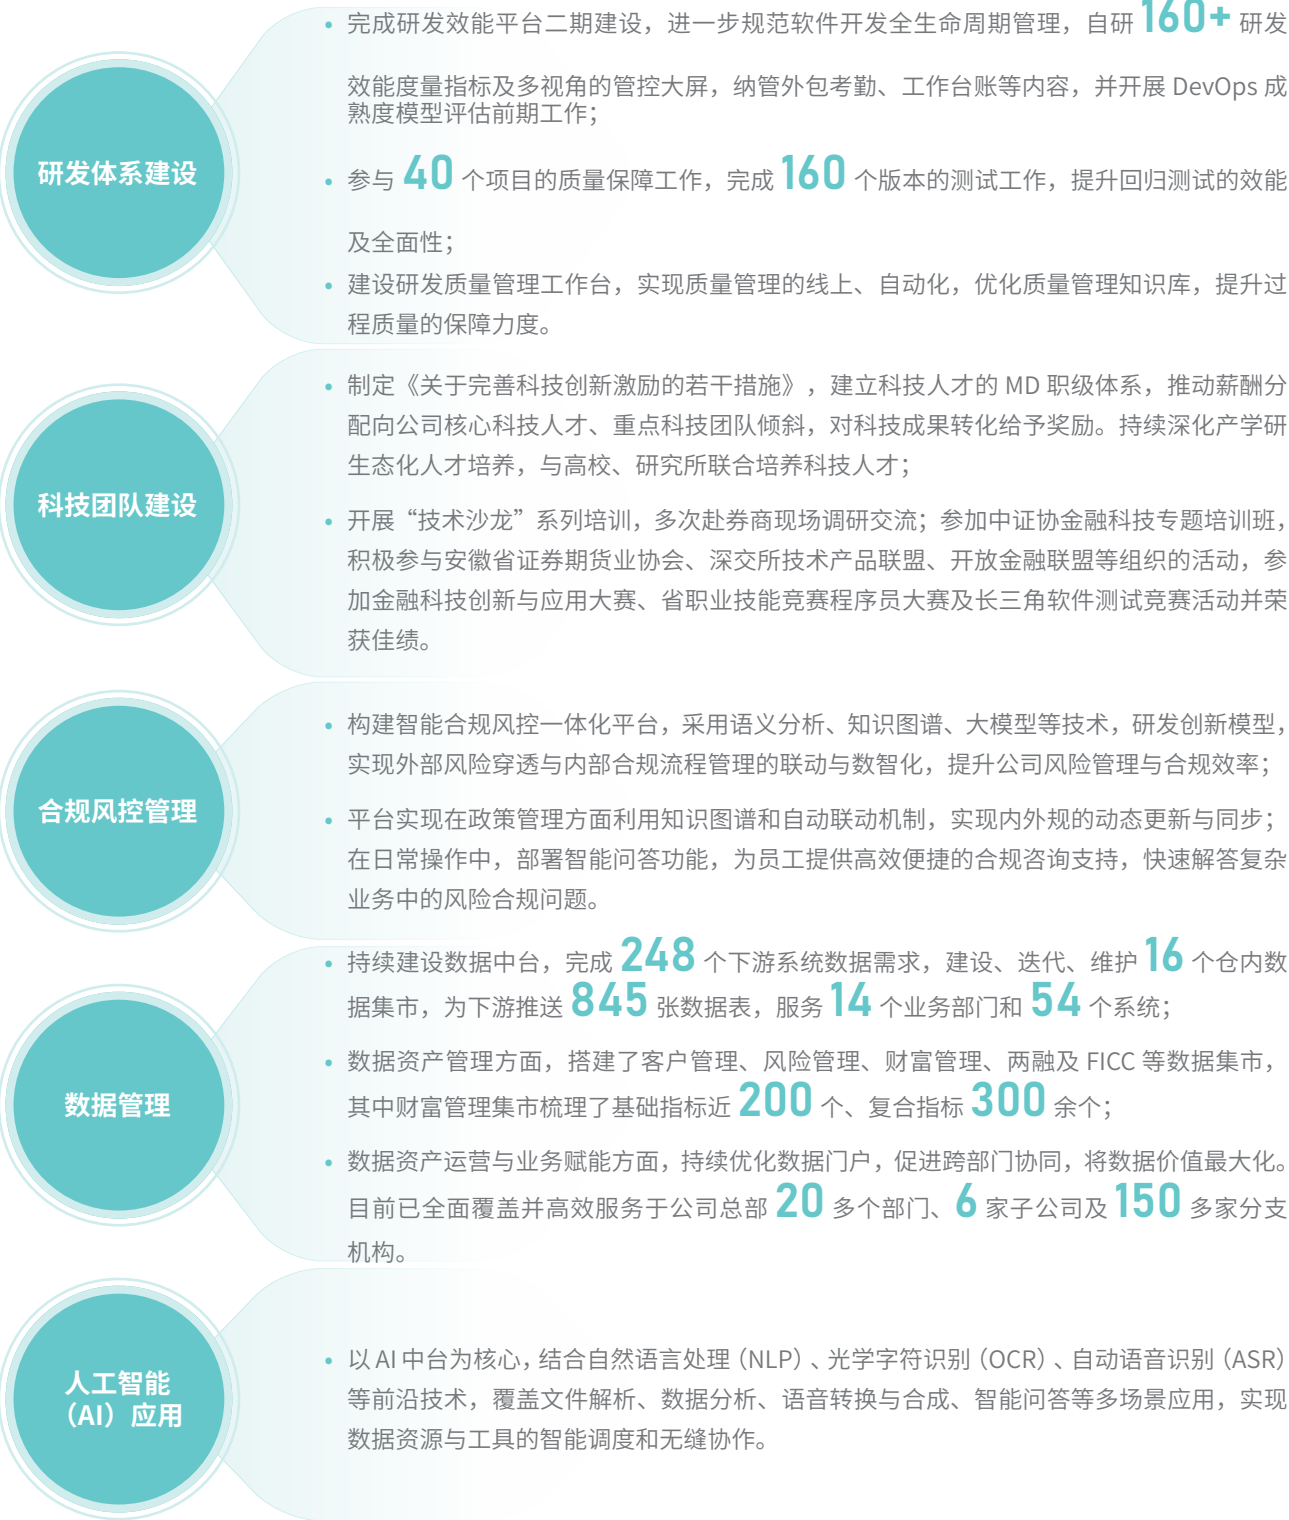 研发体系建设
• 完成研发效能平台二期建设，进一步规范软件开发全生命周期管理，自研 160+ 研发
效能度量指标及多视角的管控大屏，纳管外包考勤、工作台账等内容，并开展 DevOps 成
熟度模型评估前期工作；
• 参与 40 个项目的质量保障工作，完成 160 个版本的测试工作，提升回归测试的效能
及全面性；
• 建设研发质量管理工作台，实现质量管理的线上、自动化，优化质量管理知识库，提升过
程质量的保障力度。
科技团队建设
• 制定《关于完善科技创新激励的若干措施》，建立科技人才的 MD 职级体系，推动薪酬分
配向公司核心科技人才、重点科技团队倾斜，对科技成果转化给予奖励。持续深化产学研
生态化人才培养，与高校、研究所联合培养科技人才；
• 开展“技术沙龙”系列培训，多次赴券商现场调研交流；参加中证协金融科技专题培训班，
积极参与安徽省证券期货业协会、深交所技术产品联盟、开放金融联盟等组织的活动，参
加金融科技创新与应用大赛、省职业技能竞赛程序员大赛及长三角软件测试竞赛活动并荣
获佳绩。
合规风控管理
• 构建智能合规风控一体化平台，采用语义分析、知识图谱、大模型等技术，研发创新模型，
实现外部风险穿透与内部合规流程管理的联动与数智化，提升公司风险管理与合规效率；
• 平台实现在政策管理方面利用知识图谱和自动联动机制，实现内外规的动态更新与同步；
在日常操作中，部署智能问答功能，为员工提供高效便捷的合规咨询支持，快速解答复杂
业务中的风险合规问题。
数据管理
• 持续建设数据中台，完成 248 个下游系统数据需求，建设、迭代、维护 16 个仓内数
据集市，为下游推送 845 张数据表，服务 14 个业务部门和 54 个系统；
• 数据资产管理方面，搭建了客户管理、风险管理、财富管理、两融及 FICC 等数据集市，
其中财富管理集市梳理了基础指标近 200 个、复合指标 300 余个；
• 数据资产运营与业务赋能方面，持续优化数据门户，促进跨部门协同，将数据价值最大化。
目前已全面覆盖并高效服务于公司总部 20 多个部门、6 家子公司及 150 多家分支
机构。
人工智能
（AI）应用
• 以 AI 中台为核心，结合自然语言处理（NLP）、光学字符识别（OCR）、自动语音识别（ASR）
等前沿技术，覆盖文件解析、数据分析、语音转换与合成、智能问答等多场景应用，实现
数据资源与工具的智能调度和无缝协作。